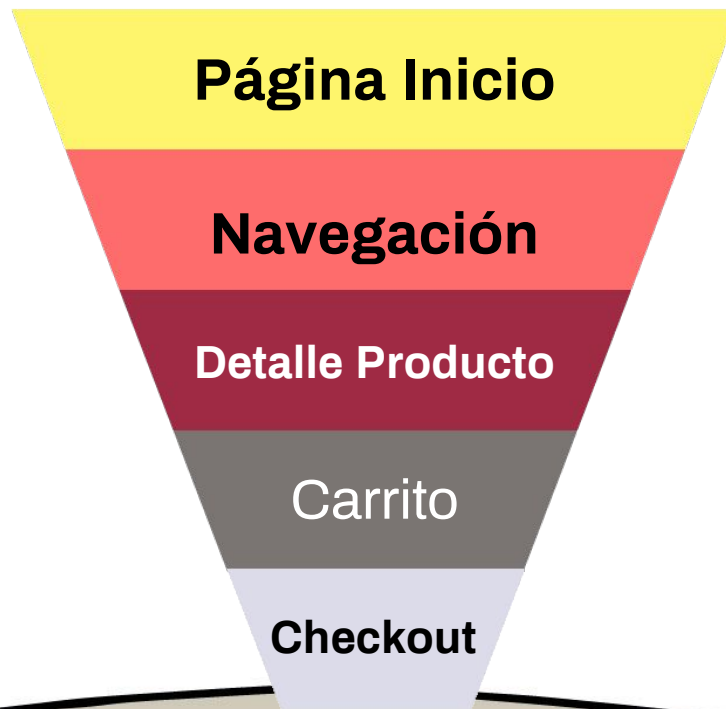 Página Inicio
Navegación
Detalle Producto
Carrito
Checkout